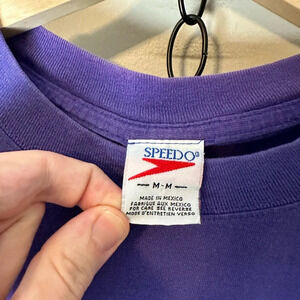 SPEEDO®
— M-M —
MADE IN MEXICO
FABRIQUE AUX MEXICO
FOR CARE SEE REVERSE
MODE D'ENTRETIEN VERSO